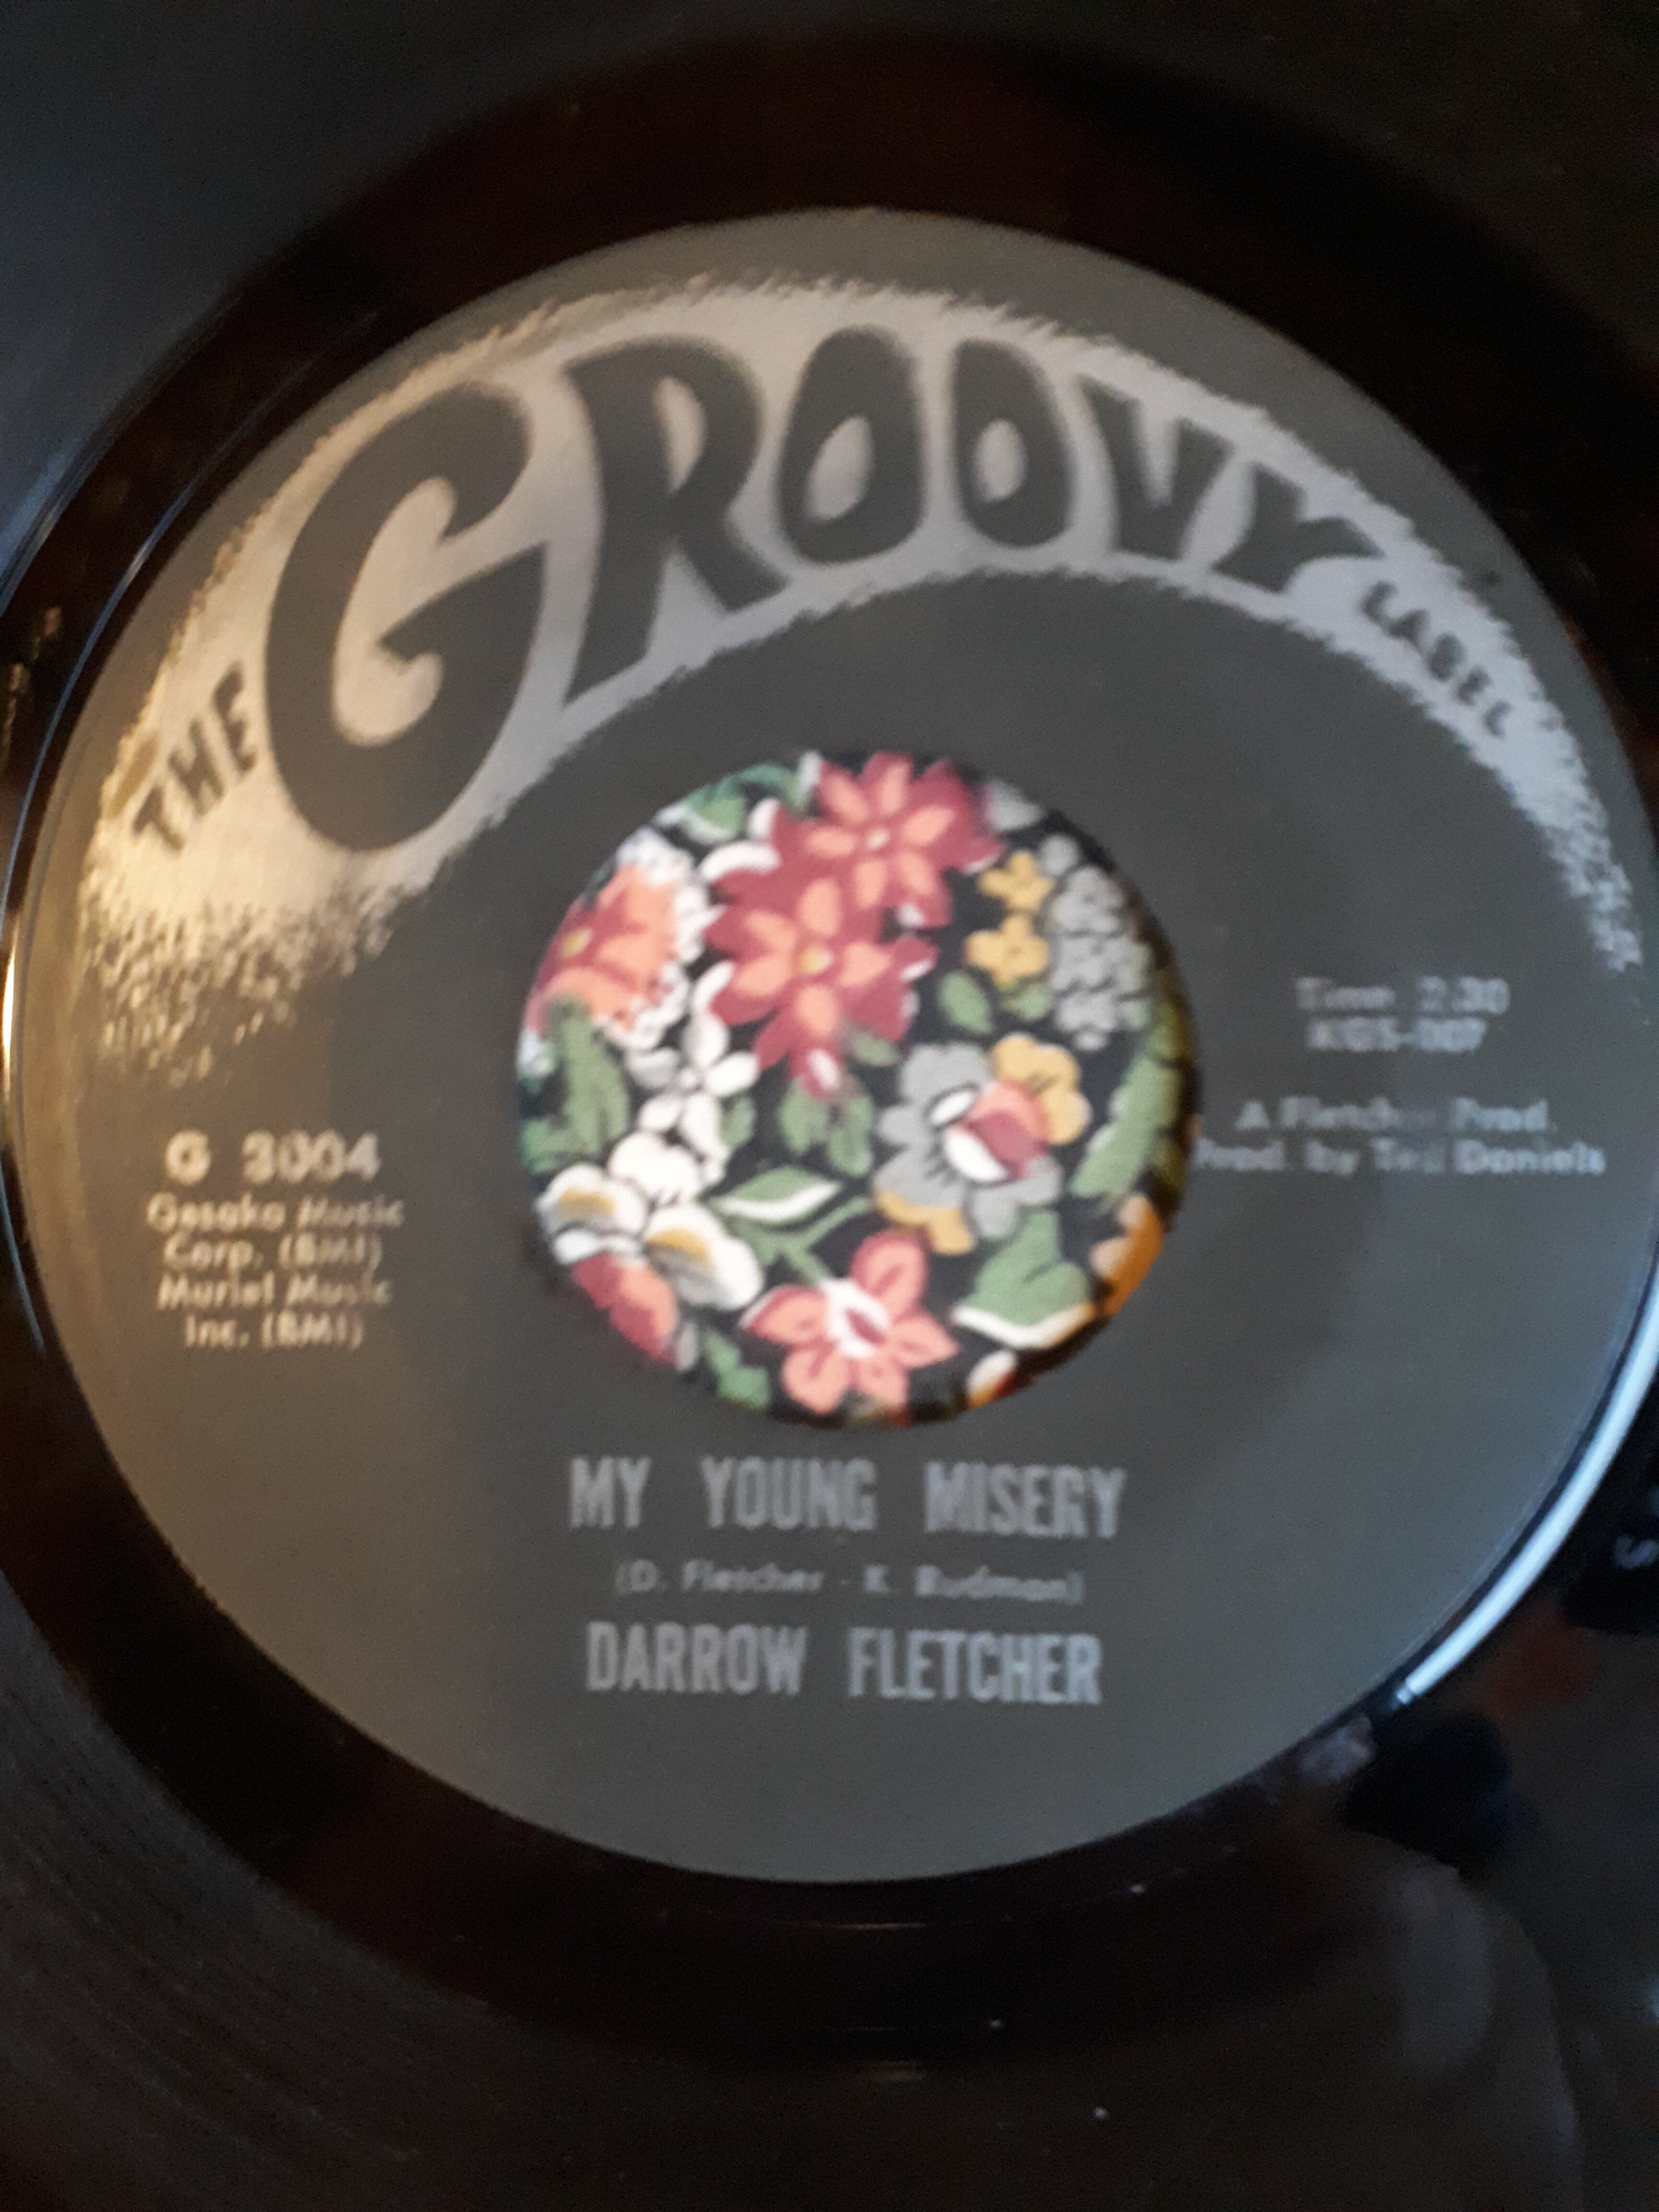 THE GROOVY LABEL
Time 2:30
G 3004
Gesako Music
Corp. (BMI)
Muriel Music
Inc. (BMI)
A Fletcher Prod.
Prod. by Ted Daniels
MY YOUNG MISERY
(D. Fletcher - K. Rudman)
DARROW FLETCHER